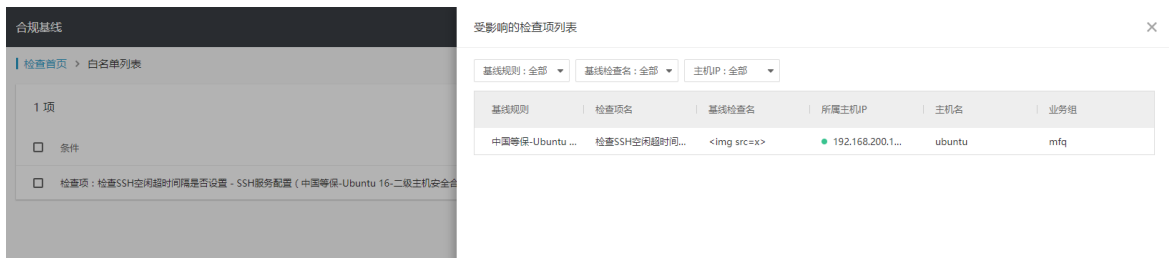 合规基线
检查首页 > 白名单列表
1 项
条件
检查项：检查SSH空闲超时间隔是否设置 - SSH服务配置 ( 中国等保-Ubuntu 16-二级主机安全合
受影响的检查项列表
基线规则 : 全部 基线检查名 : 全部 主机IP : 全部
基线规则 检查项名 基线检查名 所属主机IP 主机名 业务组
中国等保-Ubuntu ... 检查SSH空闲超时间... <img src=x> 192.168.200.1... ubuntu mfq